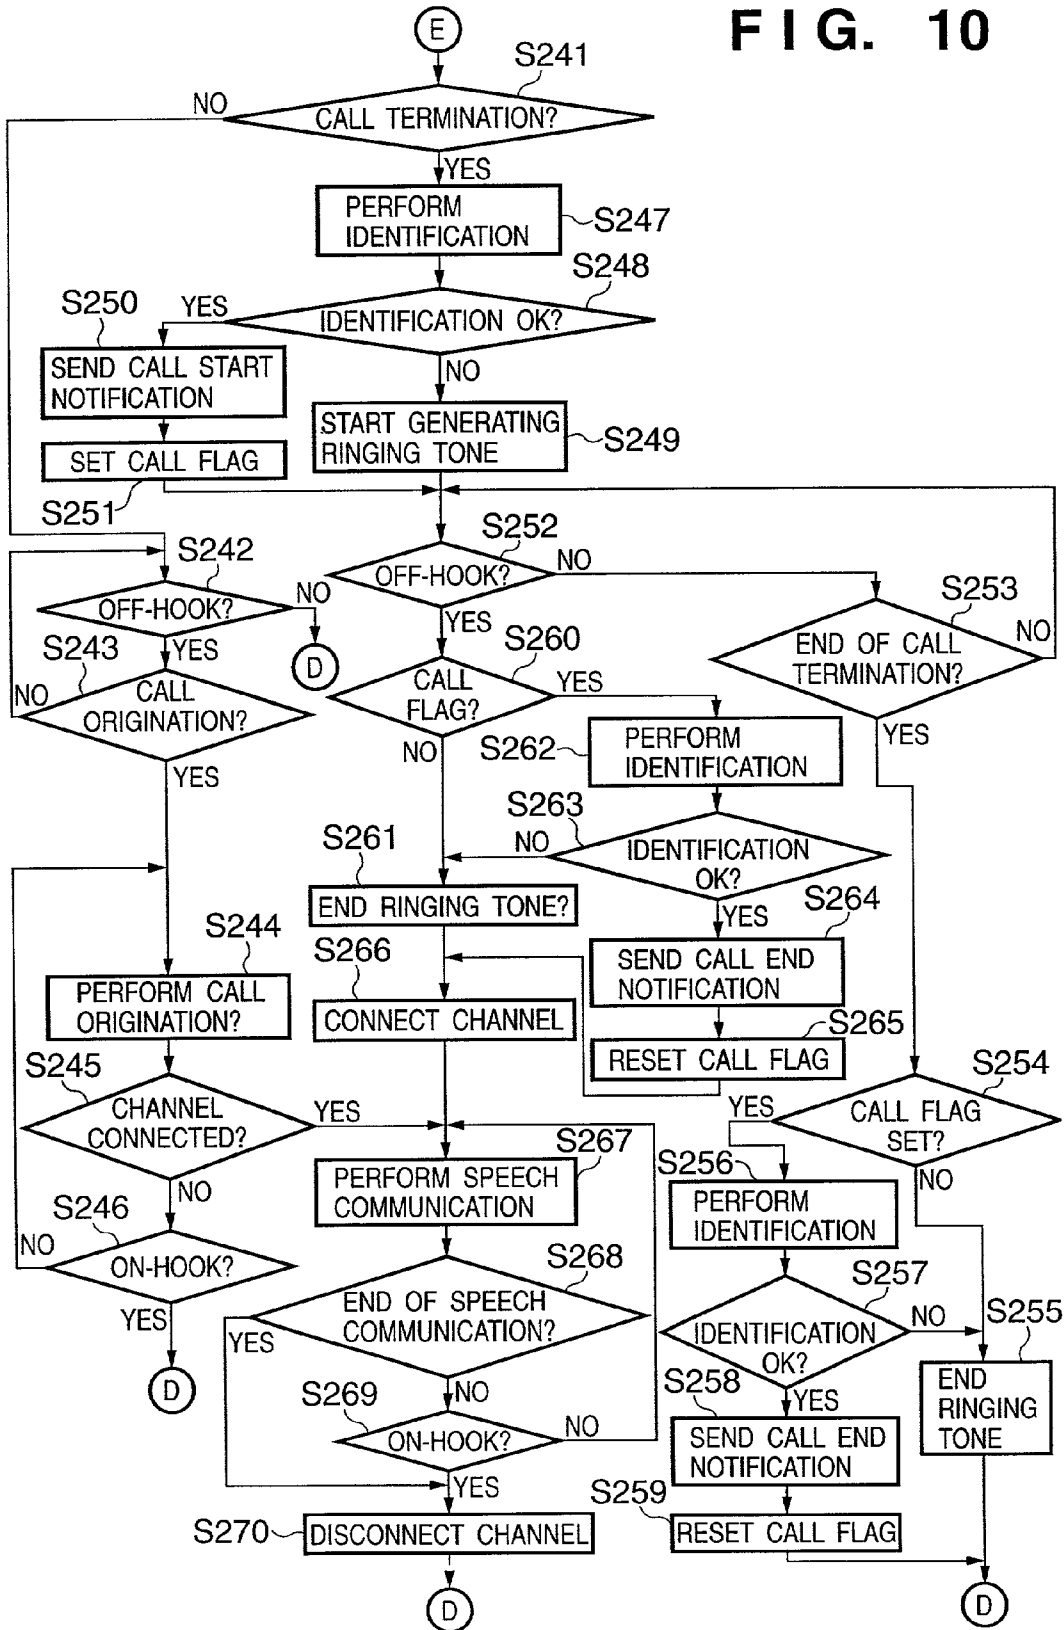 FIG. 10
E
S241
NO
CALL TERMINATION?
YES
PERFORM
IDENTIFICATION
S247
S248
S250
YES
IDENTIFICATION OK?
SEND CALL START
NOTIFICATION
NO
START GENERATING
RINGING TONE
S249
SET CALL FLAG
S251
S242
S252
OFF-HOOK?
NO
OFF-HOOK?
NO
S253
S243
YES
D
YES
S260
END OF CALL
TERMINATION?
NO
NO
CALL
ORIGINATION?
CALL
FLAG?
YES
S262
PERFORM
IDENTIFICATION
YES
YES
NO
S263
S261
NO
IDENTIFICATION
OK?
END RINGING TONE?
YES
S264
S244
S266
SEND CALL END
NOTIFICATION
PERFORM CALL
ORIGINATION?
CONNECT CHANNEL
S265
RESET CALL FLAG
S245
S254
CHANNEL
CONNECTED?
YES
YES
CALL FLAG
SET?
S267
S256
NO
PERFORM SPEECH
COMMUNICATION
PERFORM
IDENTIFICATION
NO
S246
NO
ON-HOOK?
S268
S257
YES
END OF SPEECH
COMMUNICATION?
YES
IDENTIFICATION
OK?
NO
S255
D
S269
NO
S258
YES
END
RINGING
TONE
ON-HOOK?
NO
SEND CALL END
NOTIFICATION
YES
S259
S270
DISCONNECT CHANNEL
RESET CALL FLAG
D
D